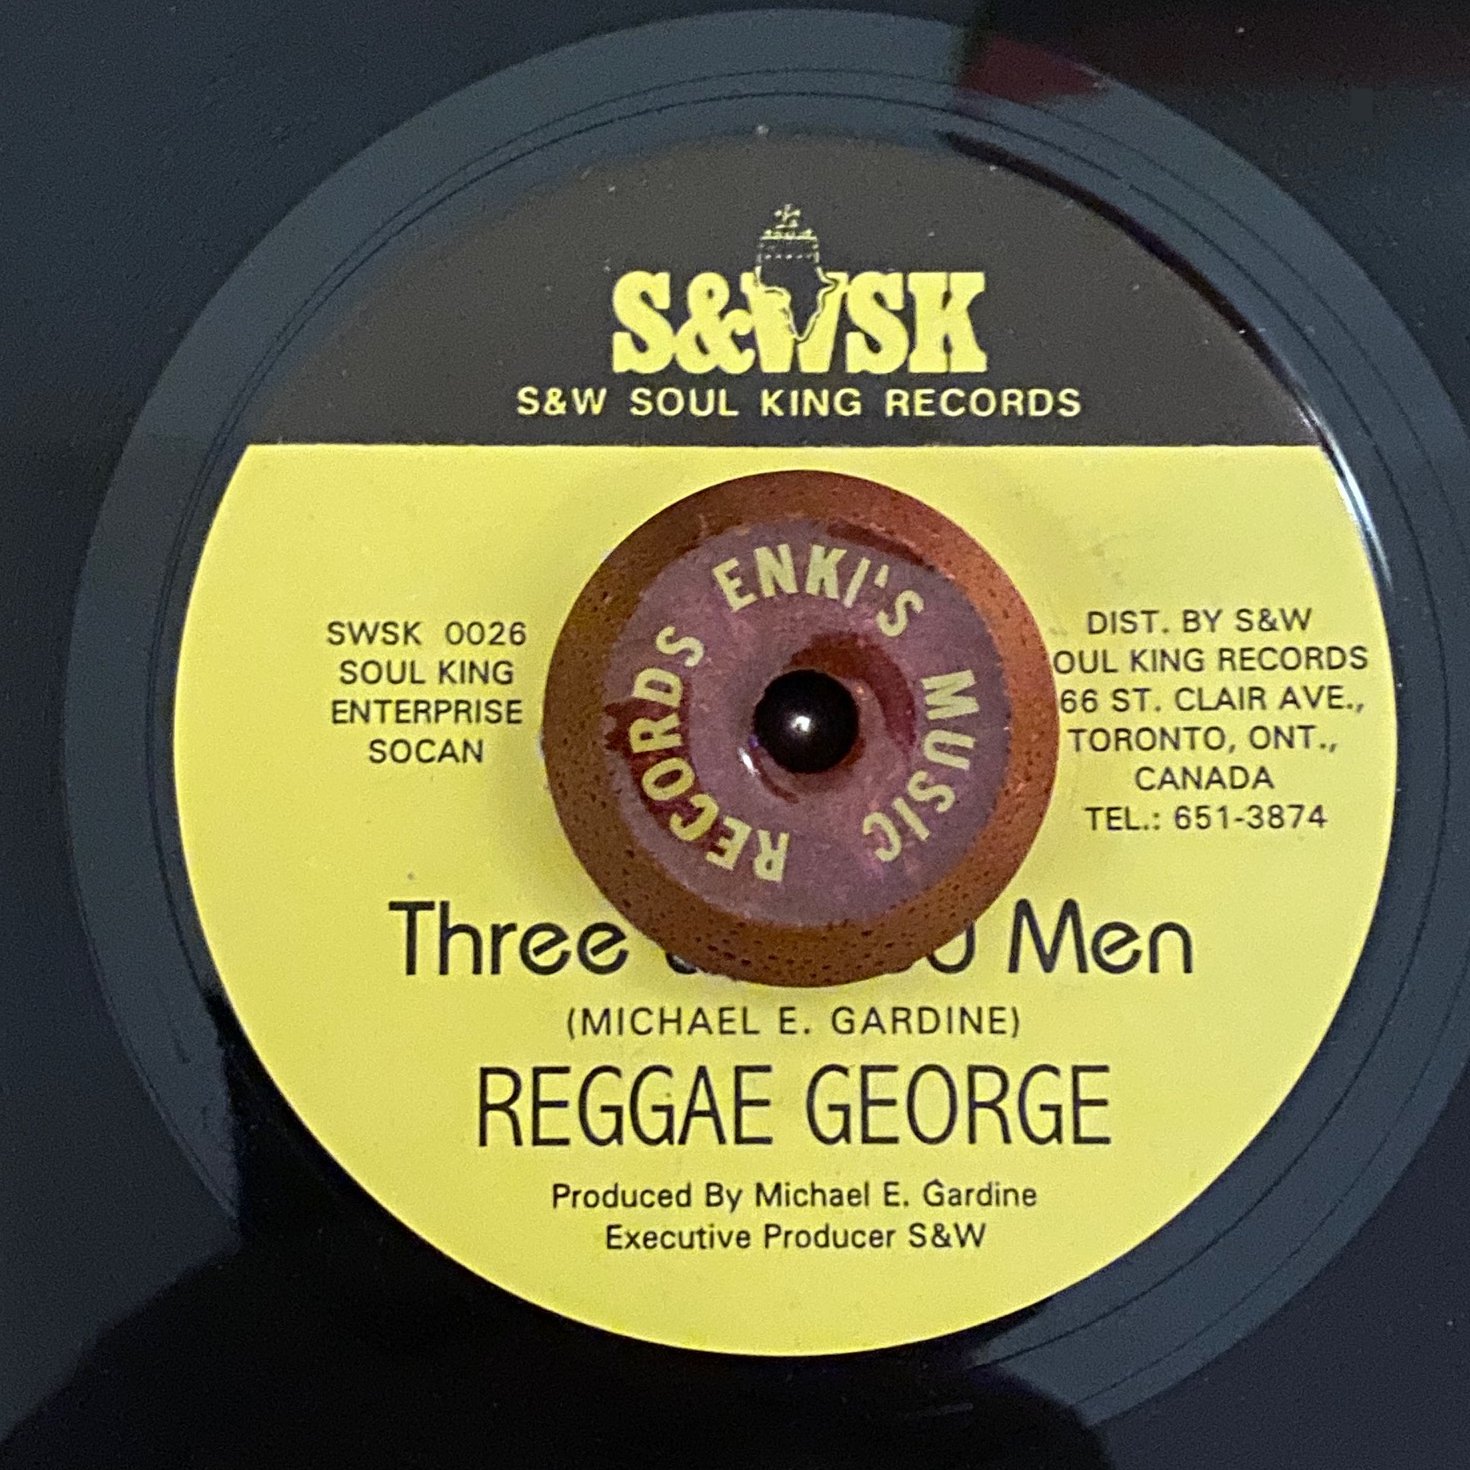 S&WSK
S&W SOUL KING RECORDS
ENKI'S MUSIC RECORDS
SWSK 0026
SOUL KING
ENTERPRISE
SOCAN
DIST. BY S&W
OUL KING RECORDS
66 ST. CLAIR AVE.,
TORONTO, ONT.,
CANADA
TEL.: 651-3874
Three Men
(MICHAEL E. GARDINE)
REGGAE GEORGE
Produced By Michael E. Gardine
Executive Producer S&W